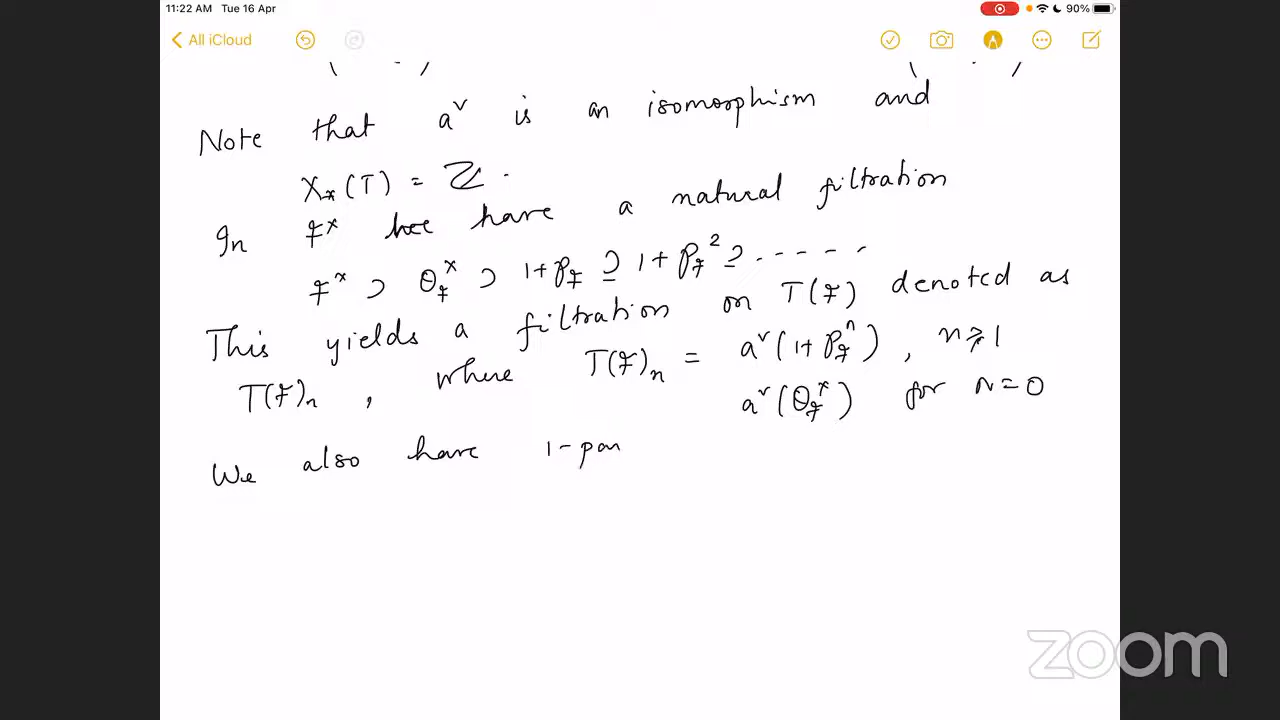 11:22 AM Tue 16 Apr
90%
All iCloud
Note that a^∨ is an isomorphism and
X_*(T) = ℤ.
In F^× we have a natural filtration
F^× ⊃ O_F^× ⊃ 1+P_F ⊇ 1+P_F^2 ⊇ ------
This yields a filtration on T(F) denoted as
T(F)_n , where T(F)_n = a^∨(1+P_F^n) , n ≥ 1
a^∨(O_F^×) for n = 0
We also have 1-par
zoom